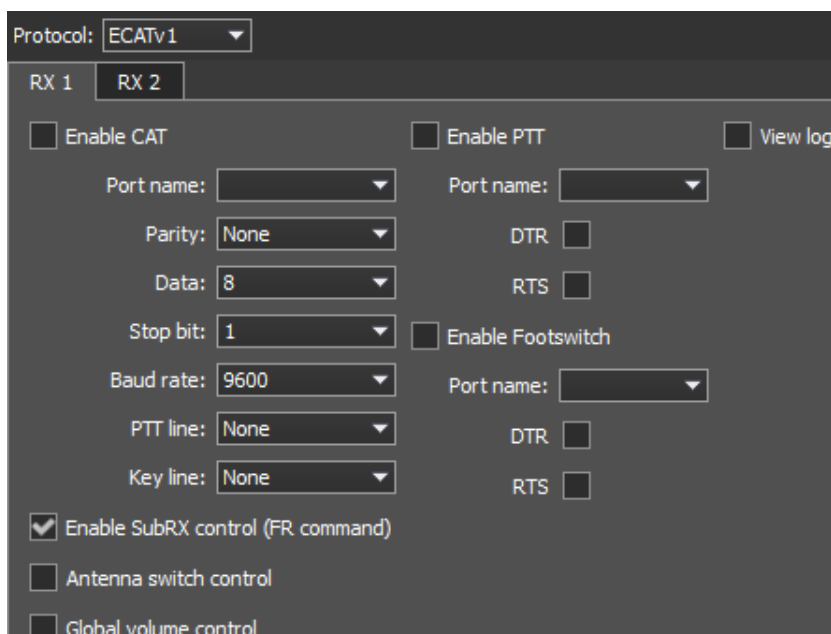 Protocol: ECATv1
RX 1 RX 2
Enable CAT Enable PTT View log
Port name: Port name:
Parity: None DTR
Data: 8 RTS
Stop bit: 1 Enable Footswitch
Baud rate: 9600 Port name:
PTT line: None DTR
Key line: None RTS
Enable SubRX control (FR command)
Antenna switch control
Global volume control